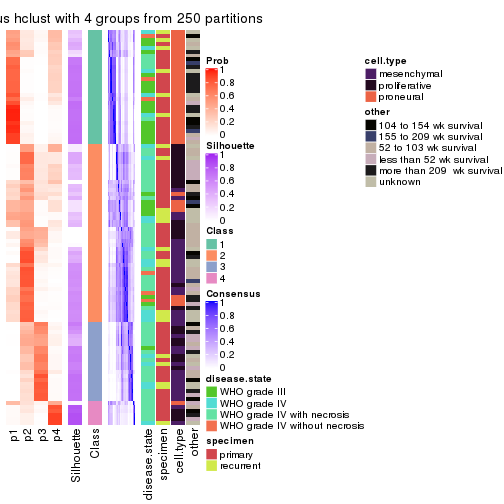 us hclust with 4 groups from 250 partitions
Prob
1
0.8
0.6
0.4
0.2
0
Silhouette
1
0.8
0.6
0.4
0.2
0
Class
1
2
3
4
Consensus
1
0.8
0.6
0.4
0.2
0
disease.state
WHO grade III
WHO grade IV
WHO grade IV with necrosis
WHO grade IV without necrosis
specimen
primary
recurrent
cell.type
mesenchymal
proliferative
proneural
other
104 to 154 wk survival
155 to 209 wk survival
52 to 103 wk survival
less than 52 wk survival
more than 209 wk survival
unknown
p1
p2
p3
p4
Silhouette
Class
disease.state
specimen
cell.type
other